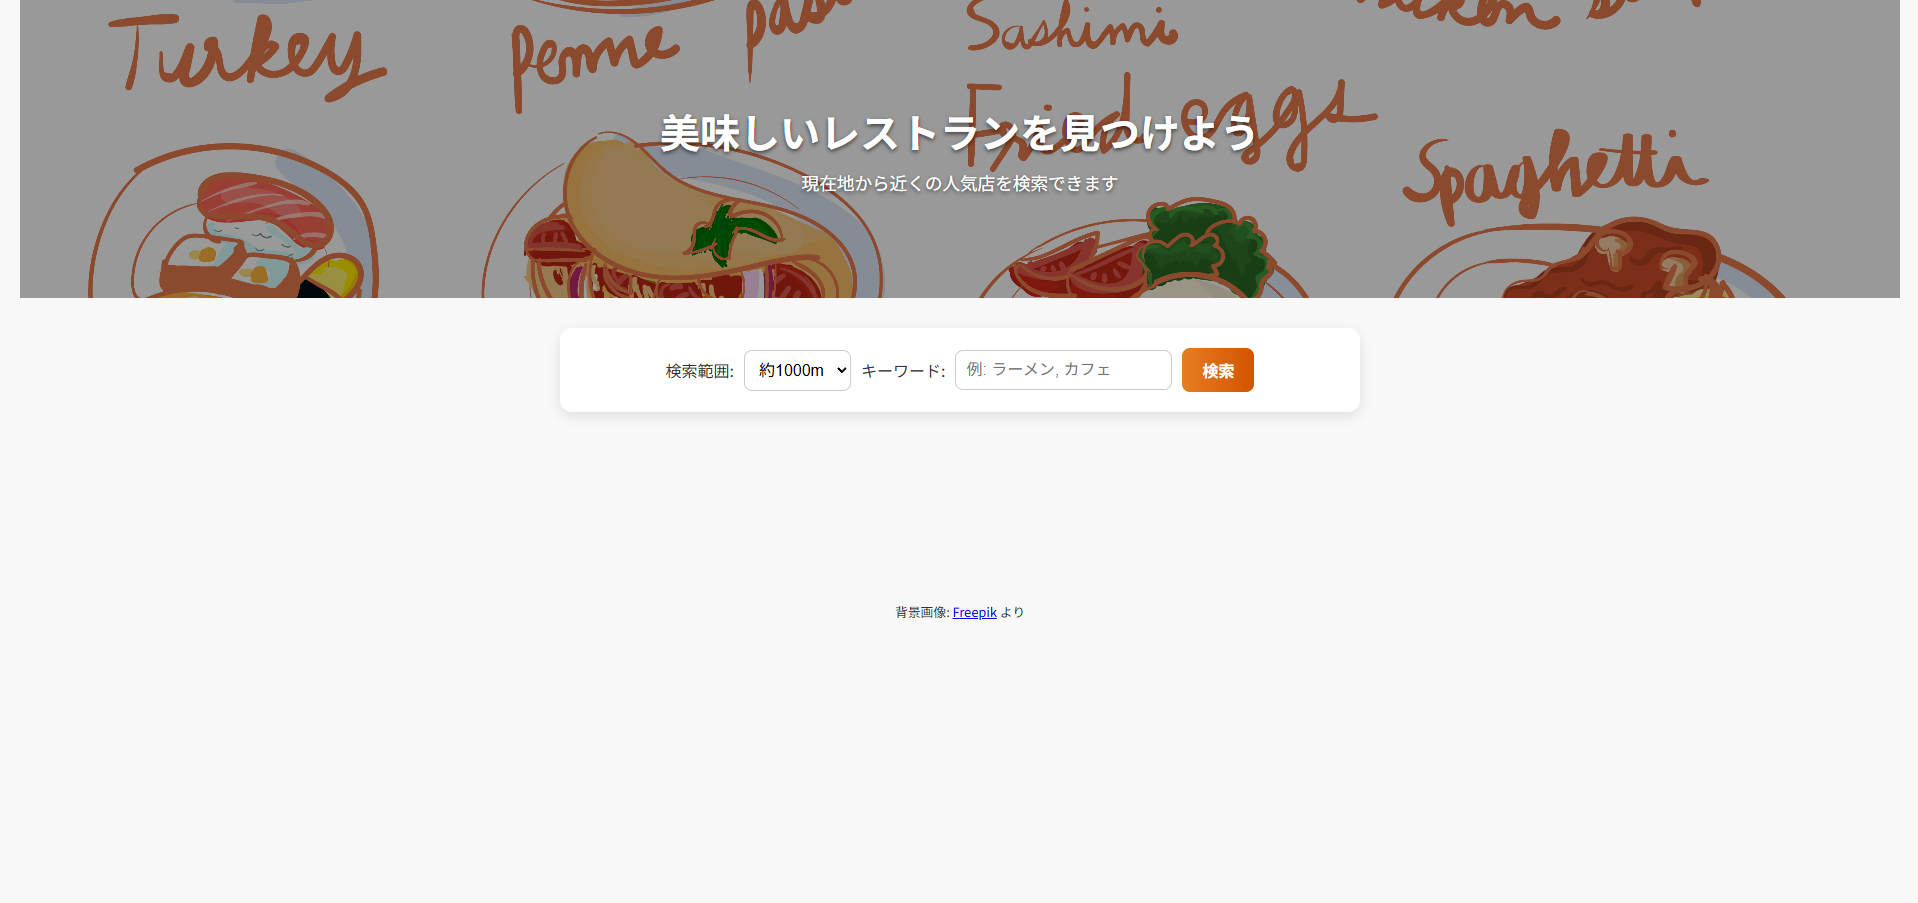 Turkey
Penne
Sashimi
Fried eggs
Spaghetti
美味しいレストランを見つけよう
現在地から近くの人気店を検索できます
検索範囲: 約1000m キーワード: 例: ラーメン, カフェ 検索
背景画像: Freepik より